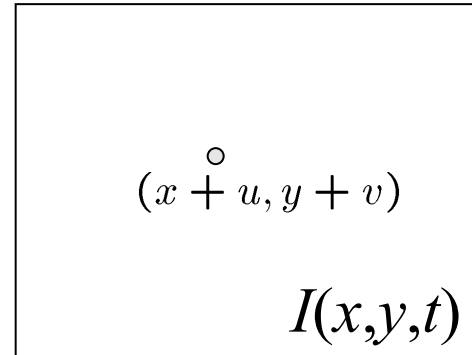 (x + u, y + v)
I(x,y,t)